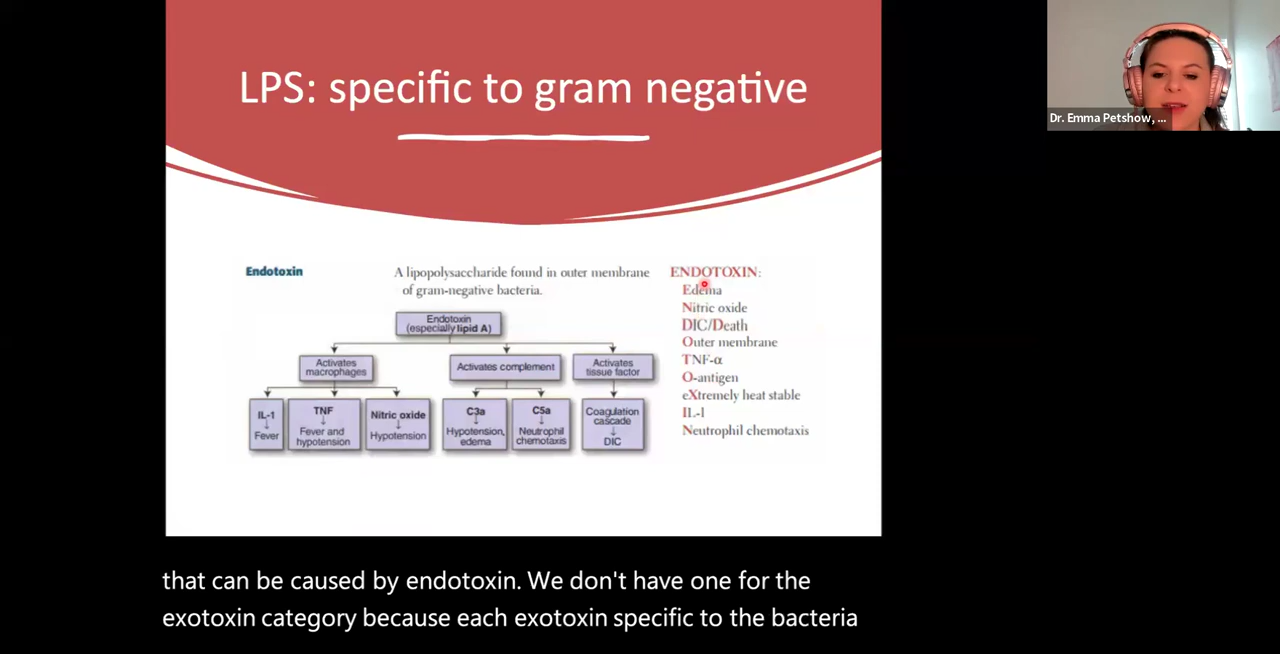 LPS: specific to gram negative
Dr. Emma Petshow, ...
Endotoxin
A lipopolysaccharide found in outer membrane
of gram-negative bacteria.
Endotoxin
(especially lipid A)
Activates
macrophages
Activates complement
Activates
tissue factor
IL-1
Fever
TNF
Fever and
hypotension
Nitric oxide
Hypotension
C3a
Hypotension,
edema
C5a
Neutrophil
chemotaxis
Coagulation
cascade
DIC
ENDOTOXIN:
Edema
Nitric oxide
DIC/Death
Outer membrane
TNF-α
O-antigen
eXtremely heat stable
IL-1
Neutrophil chemotaxis
that can be caused by endotoxin. We don't have one for the
exotoxin category because each exotoxin specific to the bacteria